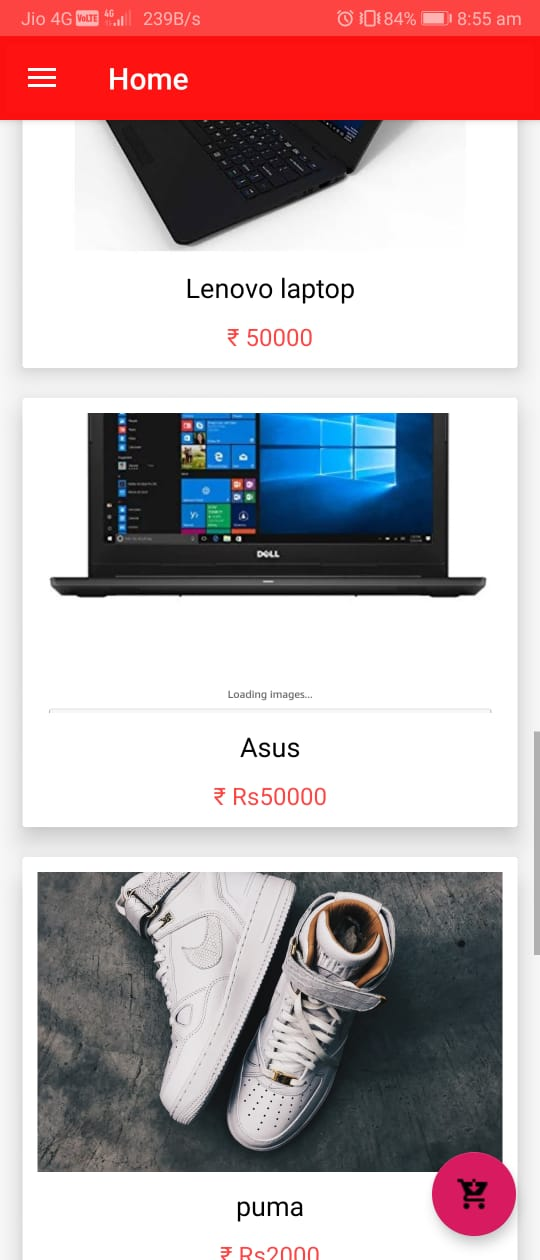 Jio 4G VoLTE 4G 239B/s 84% 8:55 am
Home
Lenovo laptop
₹ 50000
DELL
Loading images...
Asus
₹ Rs50000
puma
₹ Rs2000